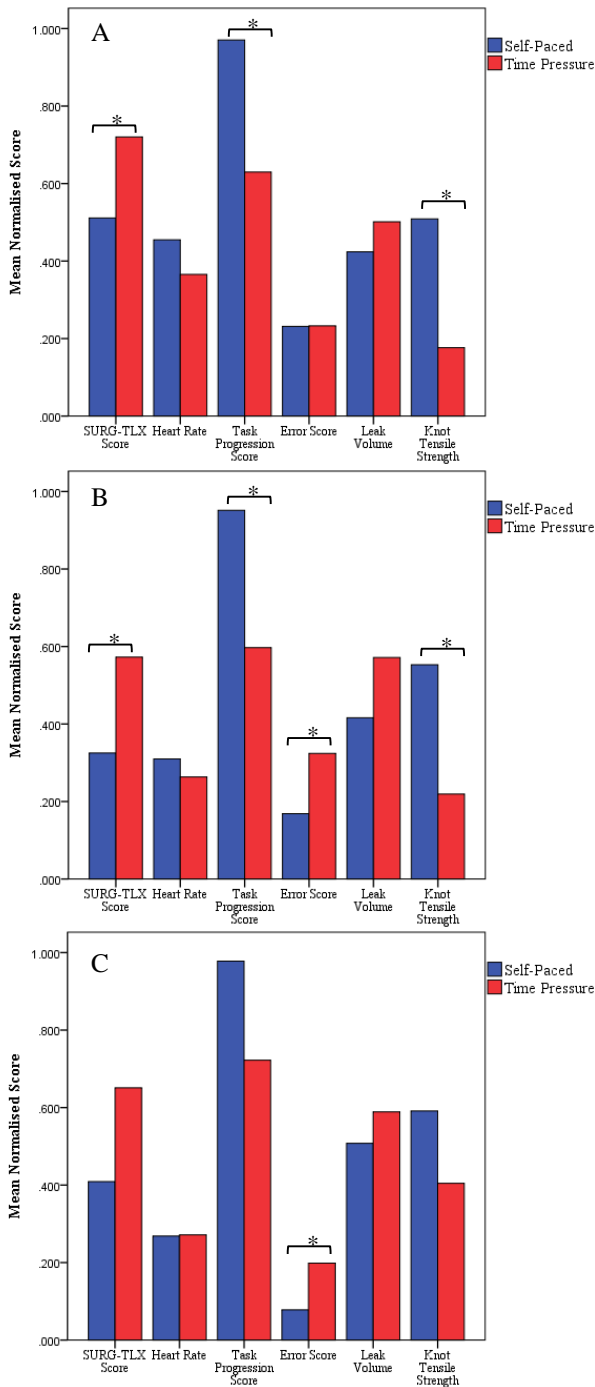 A
1.000
.800
.600
.400
.200
.000
Mean Normalised Score
*
*
*
SURG-TLX Score
Heart Rate
Task Progression Score
Error Score
Leak Volume
Knot Tensile Strength
Self-Paced
Time Pressure
B
1.000
.800
.600
.400
.200
.000
Mean Normalised Score
*
*
*
*
SURG-TLX Score
Heart Rate
Task Progression Score
Error Score
Leak Volume
Knot Tensile Strength
Self-Paced
Time Pressure
C
1.000
.800
.600
.400
.200
.000
Mean Normalised Score
*
SURG-TLX Score
Heart Rate
Task Progression Score
Error Score
Leak Volume
Knot Tensile Strength
Self-Paced
Time Pressure